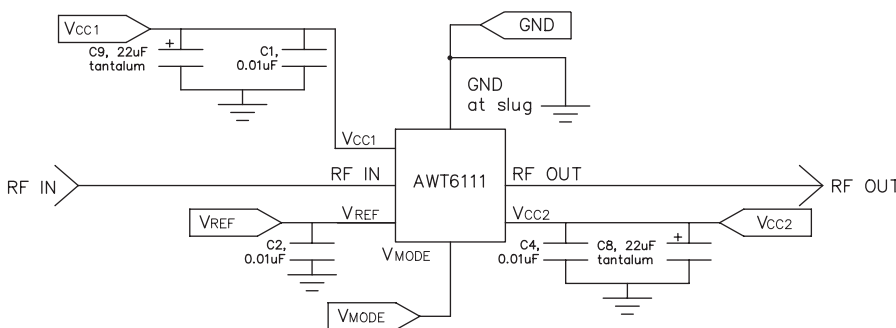 VCC1
C9, 22uF
tantalum
+
C1,
0.01uF
GND
GND
at slug
VCC1
RF IN
RF IN
AWT6111
RF OUT
RF OUT
VREF
VREF
C2,
0.01uF
VMODE
VMODE
VCC2
C4,
0.01uF
C8, 22uF
tantalum
+
VCC2